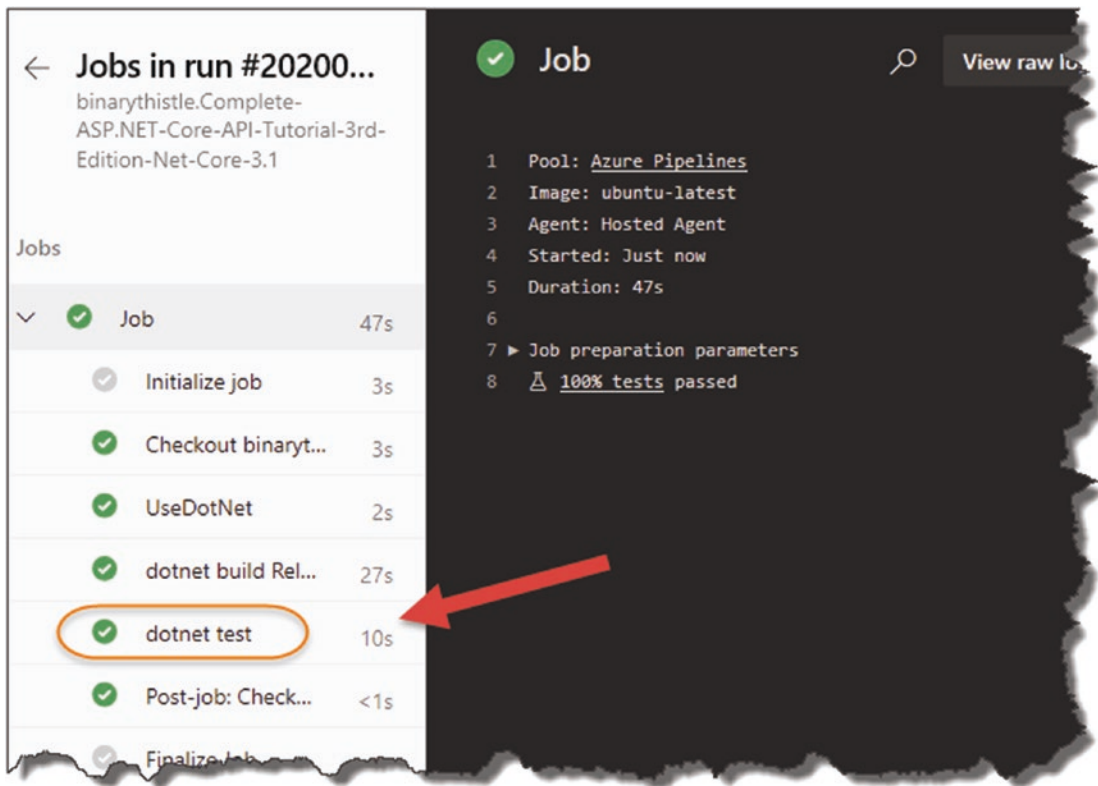 Jobs in run #20200...
binarythistle.Complete-
ASP.NET-Core-API-Tutorial-3rd-
Edition-Net-Core-3.1
Jobs
Job 47s
Initialize job 3s
Checkout binaryt... 3s
UseDotNet 2s
dotnet build Rel... 27s
dotnet test 10s
Post-job: Check... <1s
Finalize Job
Job
View raw lo
1 Pool: Azure Pipelines
2 Image: ubuntu-latest
3 Agent: Hosted Agent
4 Started: Just now
5 Duration: 47s
6
7 Job preparation parameters
8 100% tests passed